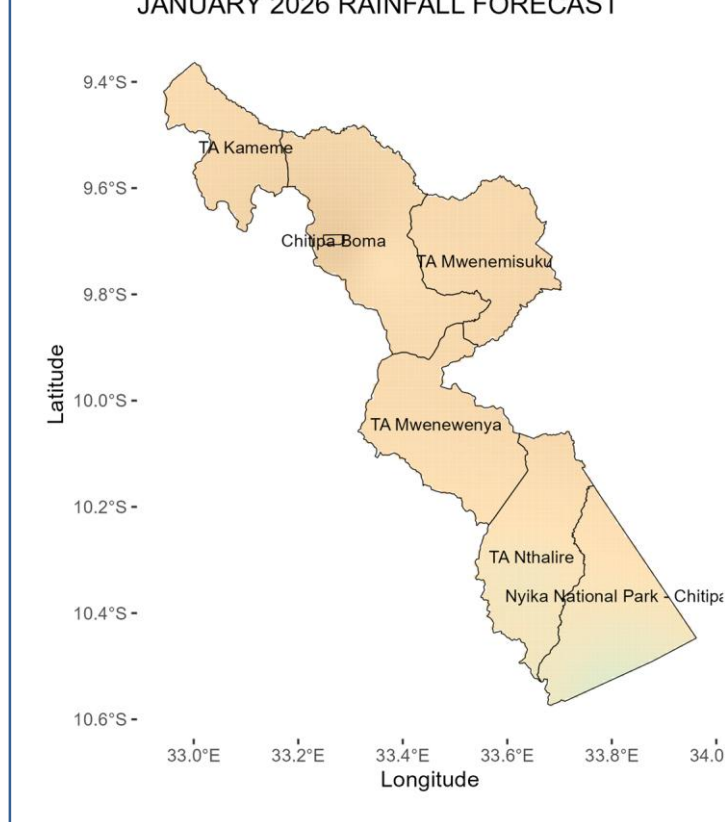 JANUARY 2026 RAINFALL FORECAST
9.4°S
TA Kameme
9.6°S
Chitipa Boma
TA Mwenemisuku
9.8°S
Latitude
10.0°S
TA Mwenewenya
10.2°S
TA Nthalire
Nyika National Park - Chitipa
10.4°S
10.6°S
33.0°E 33.2°E 33.4°E 33.6°E 33.8°E 34.0
Longitude